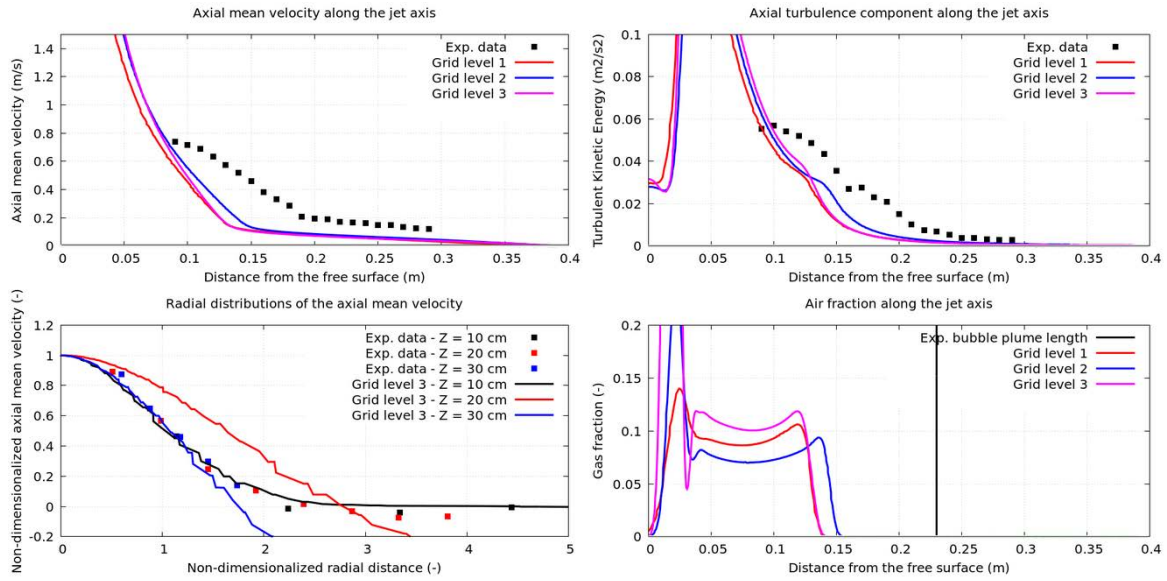 Axial mean velocity along the jet axis
Axial mean velocity (m/s)
1.4
1.2
1
0.8
0.6
0.4
0.2
0
0
0.05
0.1
0.15
0.2
0.25
0.3
0.35
0.4
Distance from the free surface (m)
Exp. data
Grid level 1
Grid level 2
Grid level 3
Axial turbulence component along the jet axis
Turbulent Kinetic Energy (m2/s2)
0.1
0.08
0.06
0.04
0.02
0
0
0.05
0.1
0.15
0.2
0.25
0.3
0.35
0.4
Distance from the free surface (m)
Exp. data
Grid level 1
Grid level 2
Grid level 3
Radial distributions of the axial mean velocity
Non-dimensionalized axial mean velocity (-)
1.2
1
0.8
0.6
0.4
0.2
0
-0.2
0
1
2
3
4
5
Non-dimensionalized radial distance (-)
Exp. data - Z = 10 cm
Exp. data - Z = 20 cm
Exp. data - Z = 30 cm
Grid level 3 - Z = 10 cm
Grid level 3 - Z = 20 cm
Grid level 3 - Z = 30 cm
Air fraction along the jet axis
Gas fraction (-)
0.2
0.15
0.1
0.05
0
0
0.05
0.1
0.15
0.2
0.25
0.3
0.35
0.4
Distance from the free surface (m)
Exp. bubble plume length
Grid level 1
Grid level 2
Grid level 3